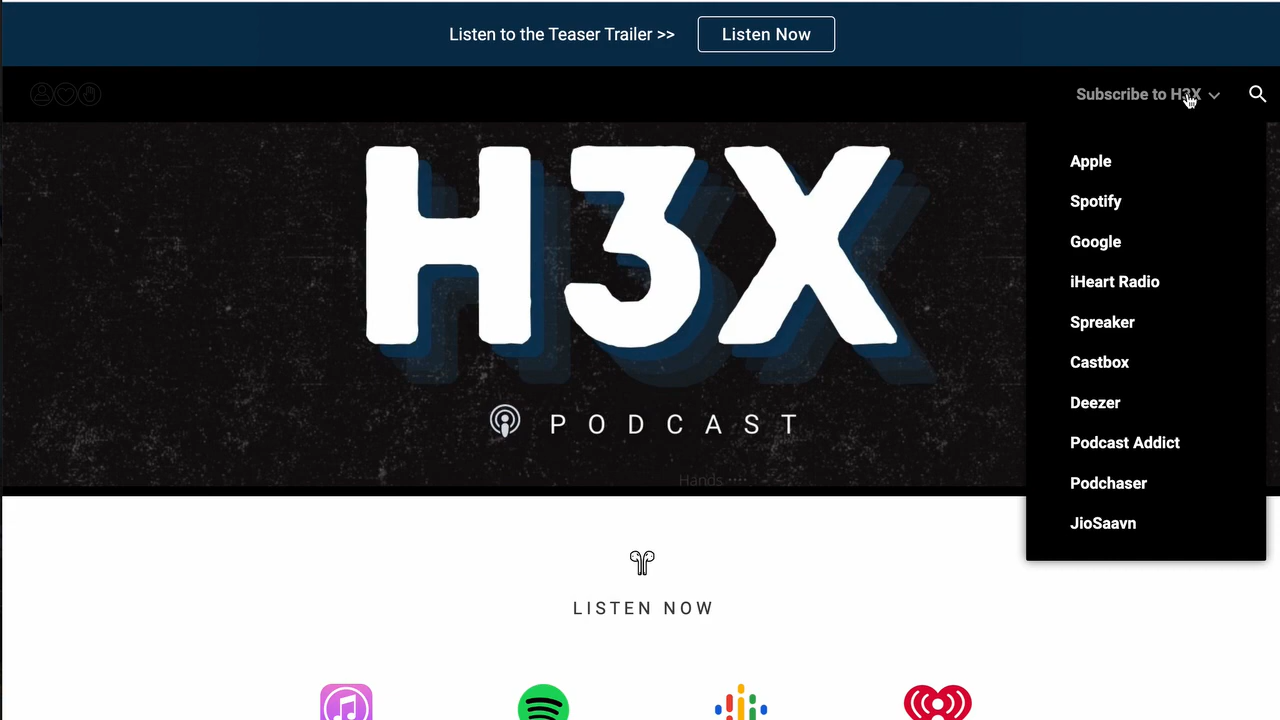 Listen to the Teaser Trailer >>
Listen Now
Subscribe to H3X
H3X
PODCAST
Hands ••••
Apple
Spotify
Google
iHeart Radio
Spreaker
Castbox
Deezer
Podcast Addict
Podchaser
JioSaavn
LISTEN NOW